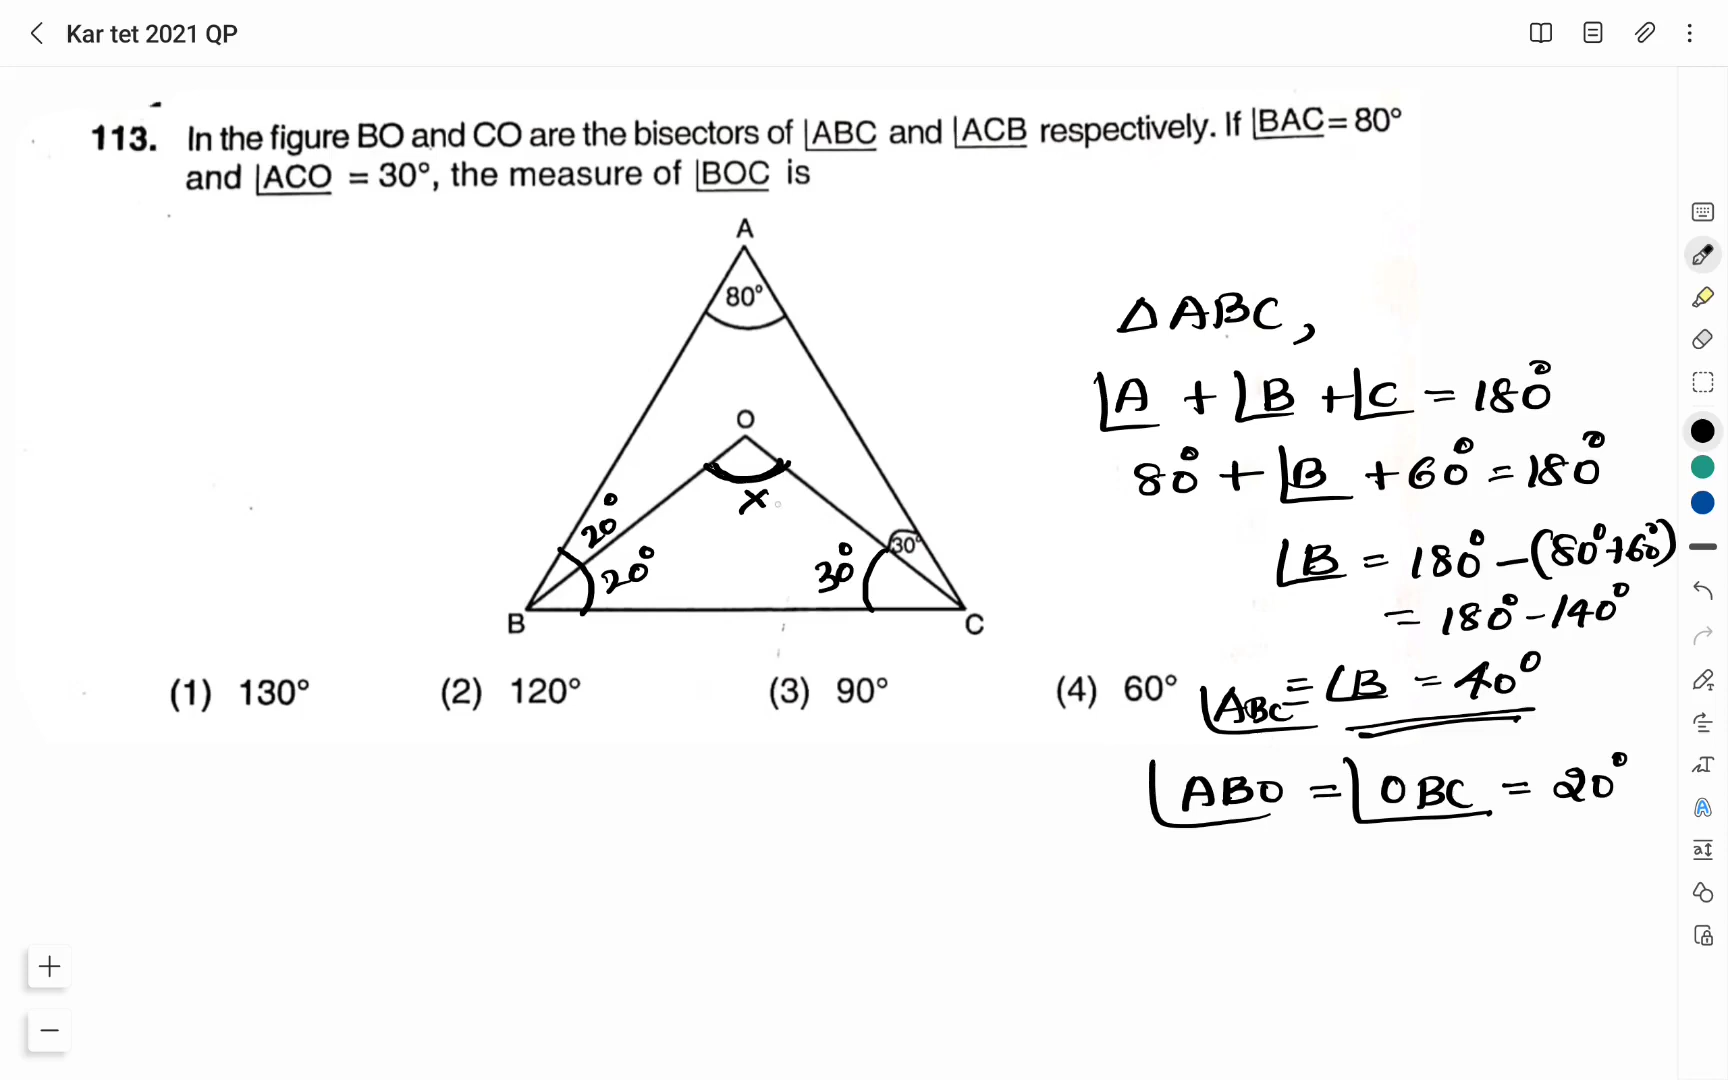 Kar tet 2021 QP
113. In the figure BO and CO are the bisectors of ∠ABC and ∠ACB respectively. If ∠BAC = 80°
and ∠ACO = 30°, the measure of ∠BOC is
A
80°
O
x
20°
20°
30°
30°
B
C
(1) 130° (2) 120° (3) 90° (4) 60°
△ABC,
∠A + ∠B + ∠C = 180°
80° + ∠B + 60° = 180°
∠B = 180° - (80° + 60°)
= 180° - 140°
∠ABC = ∠B = 40°
∠ABO = ∠OBC = 20°